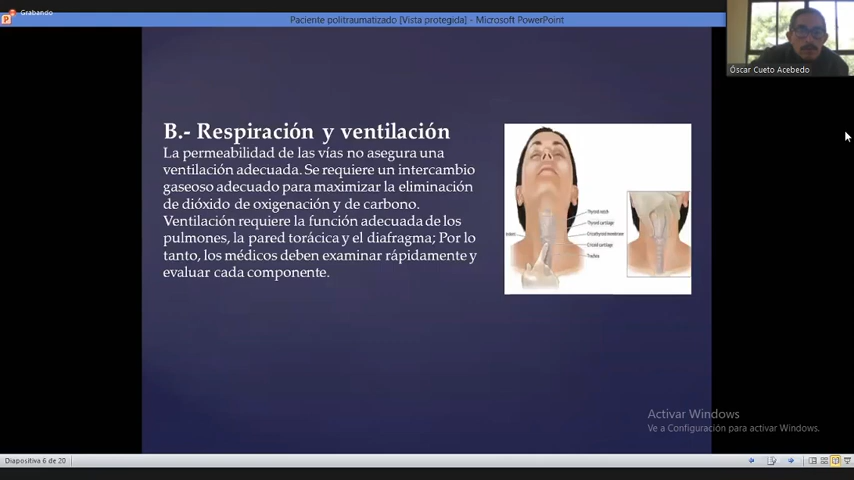 Grabando
Paciente politraumatizado [Vista protegida] - Microsoft PowerPoint
Óscar Cueto Acebedo
B.- Respiración y ventilación
La permeabilidad de las vías no asegura una
ventilación adecuada. Se requiere un intercambio
gaseoso adecuado para maximizar la eliminación
de dióxido de oxigenación y de carbono.
Ventilación requiere la función adecuada de los
pulmones, la pared torácica y el diafragma; Por lo
tanto, los médicos deben examinar rápidamente y
evaluar cada componente.
Thyroid notch
Thyroid cartilage
Cricothyroid membrane
Cricoid cartilage
Trachea
Activar Windows
Ve a Configuración para activar Windows.
Diapositiva 6 de 20